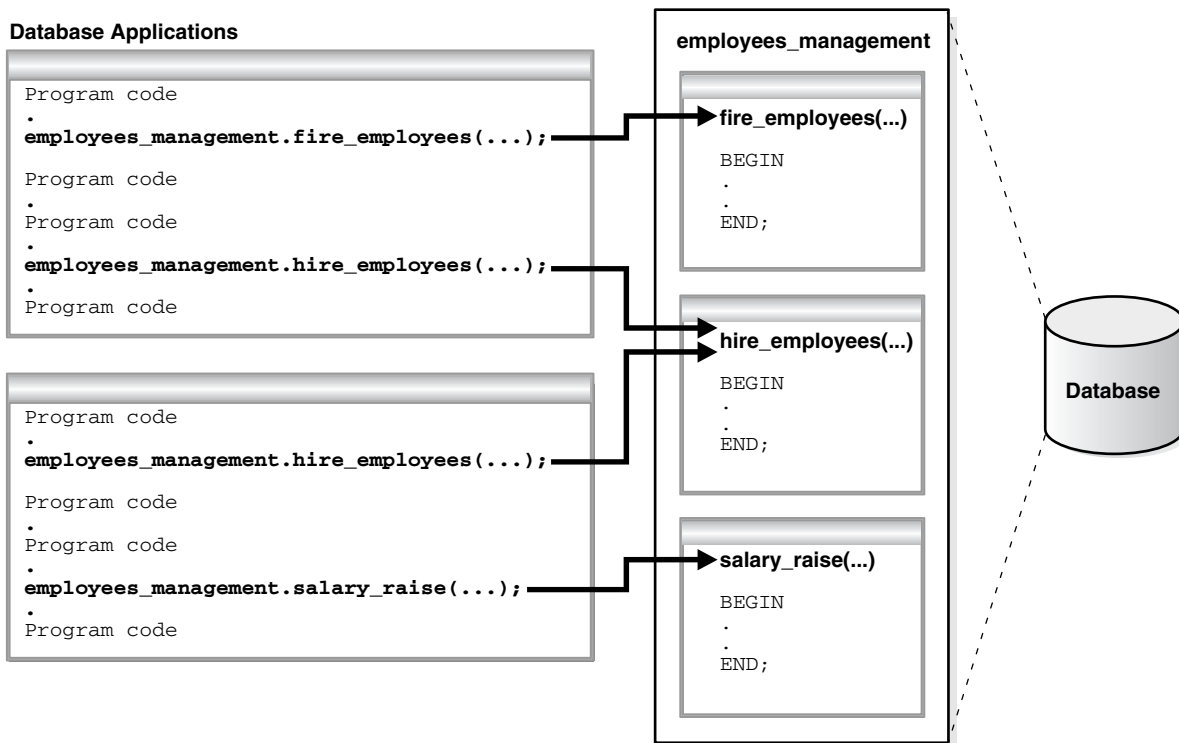 Database Applications
Program code
.
employees_management.fire_employees(...);
Program code
.
Program code
.
employees_management.hire_employees(...);
.
Program code
Program code
.
employees_management.hire_employees(...);
Program code
.
Program code
.
employees_management.salary_raise(...);
.
Program code
employees_management
fire_employees(...)
BEGIN
.
.
END;
hire_employees(...)
BEGIN
.
.
END;
salary_raise(...)
BEGIN
.
.
END;
Database